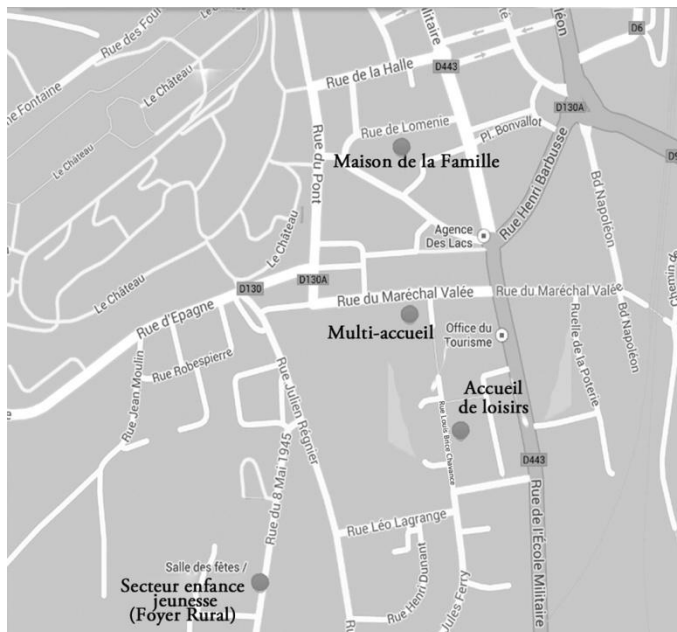 Rue des Four
ne Fontaine
Le Château
Le Château
Le Château
Le Château
Le Château
Militaire
D443
Rue de la Halle
Rue de Lomenie
Pl. Bonvallot
Maison de la Famille
Rue du Pont
D6
D130A
D9
Rue Henri Barbusse
Bd Napoléon
Agence
Des Lacs
D130
D130A
Rue d'Epagne
Rue du Maréchal Valée
Rue du Maréchal Valée
Multi-accueil
Office du
Tourisme
Ruelle de la Poterie
Bd Napoléon
Rue Jean Moulin
Rue Robespierre
Rue Julien Régnier
Accueil
de loisirs
Rue Louis Brice Chavance
D443
Rue du 8 Mai 1945
Rue Léo Lagrange
Rue de l'École Militaire
Salle des fêtes /
Secteur enfance
jeunesse
(Foyer Rural)
Rue Henri Dunant
Jules Ferry